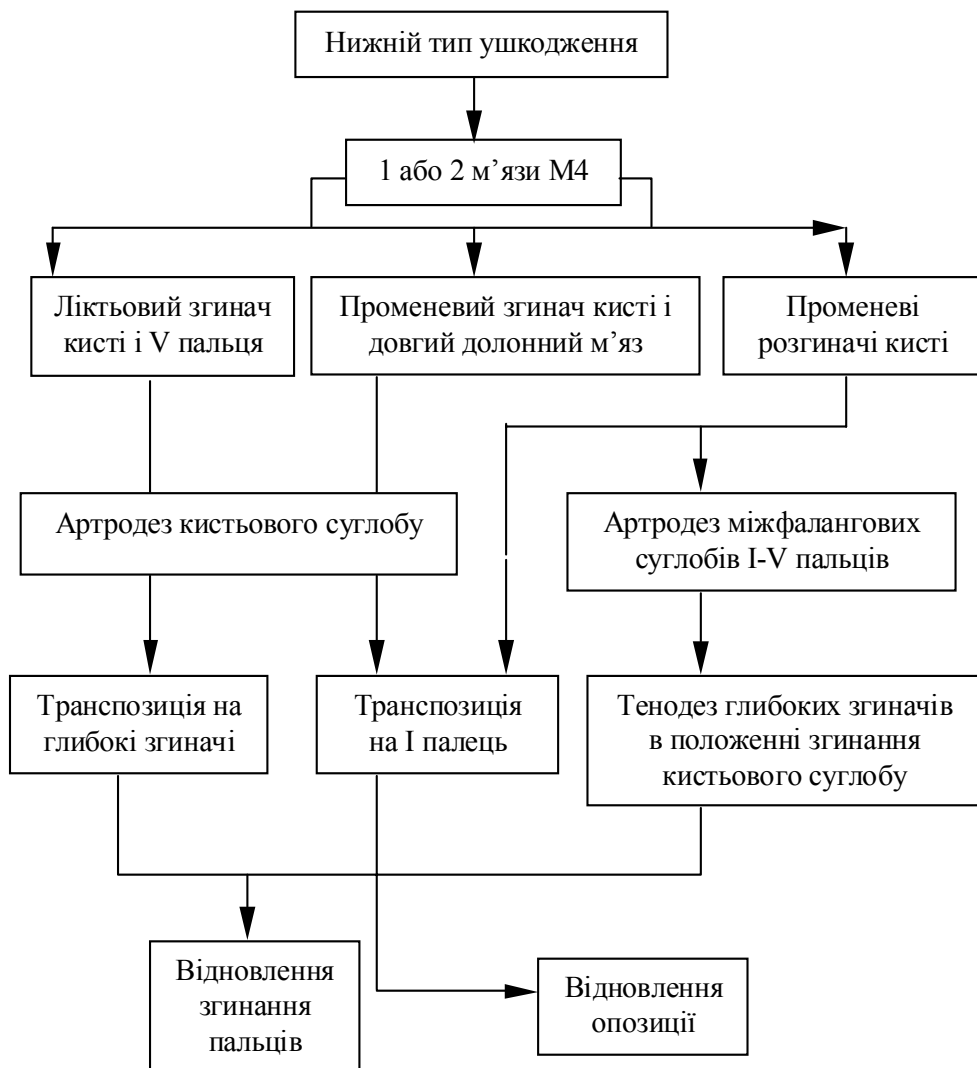 Нижній тип ушкодження
1 або 2 м’язи М4
Ліктьовий згинач
кисті і V пальця
Променевий згинач кисті і
довгий долонний м’яз
Променеві
розгиначі кисті
Артродез кистьового суглобу
Артродез міжфалангових
суглобів I-V пальців
Транспозиція на
глибокі згиначі
Транспозиція
на I палець
Тенодез глибоких згиначів
в положенні згинання
кистьового суглобу
Відновлення
згинання
пальців
Відновлення
опозиції